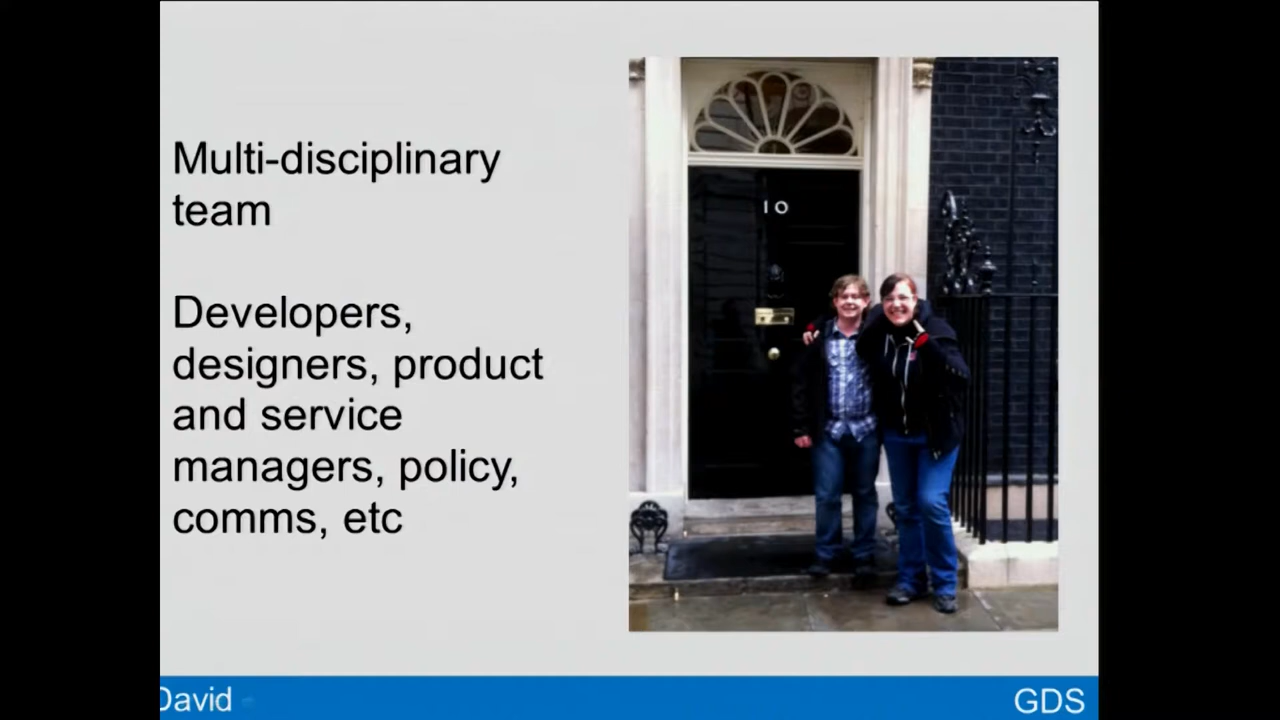 Multi-disciplinary
team
Developers,
designers, product
and service
managers, policy,
comms, etc
10
David
GDS